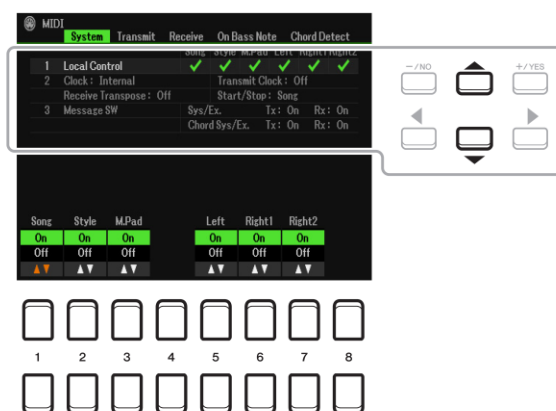 MIDI
System Transmit Receive On Bass Note Chord Detect
Song Style M.Pad Left Right1 Right2
1 Local Control
2 Clock : Internal Transmit Clock : Off
Receive Transpose : Off Start/Stop : Song
3 Message SW Sys/Ex. Tx : On Rx : On
Chord Sys/Ex. Tx : On Rx : On
−/NO +/YES
Song Style M.Pad Left Right1 Right2
On On On On On On
Off Off Off Off Off Off
1 2 3 4 5 6 7 8